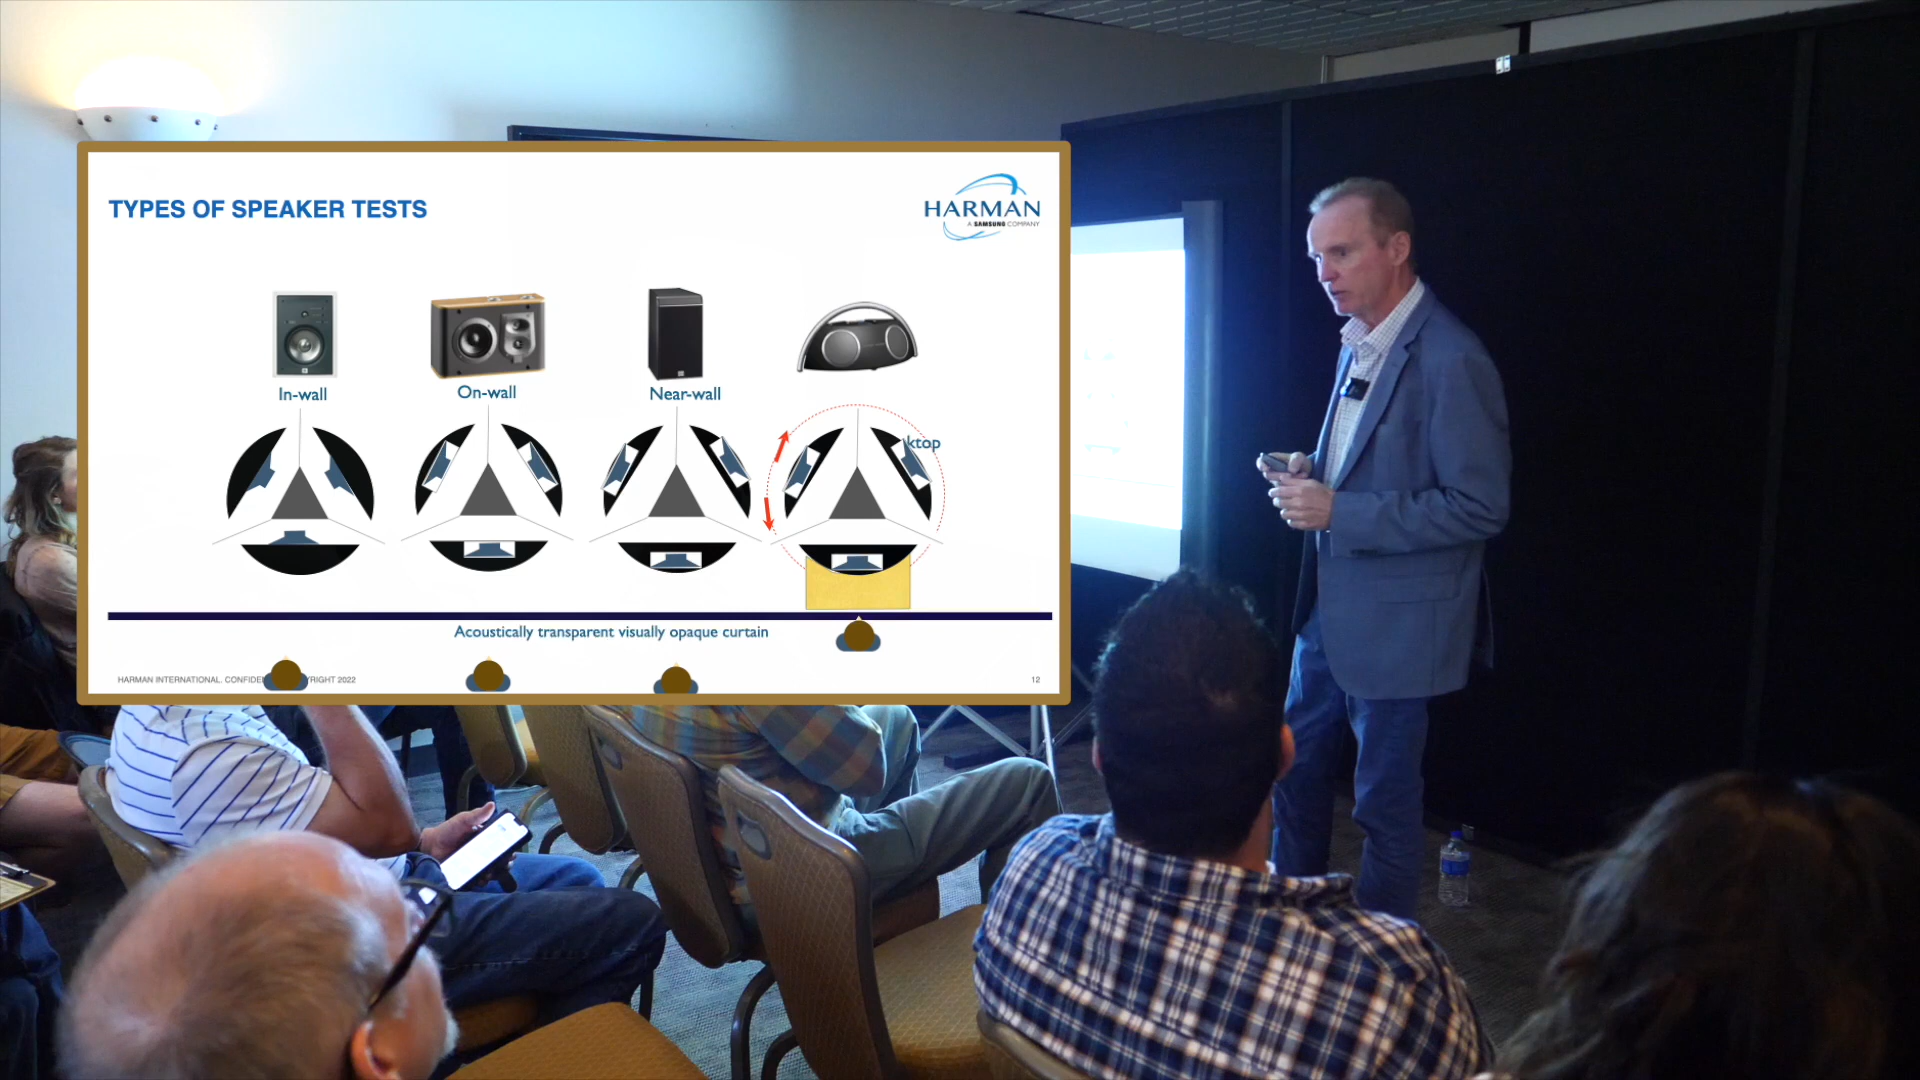 TYPES OF SPEAKER TESTS
HARMAN
A SAMSUNG COMPANY
In-wall
On-wall
Near-wall
ktop
Acoustically transparent visually opaque curtain
HARMAN INTERNATIONAL. CONFIDE YRIGHT 2022
12